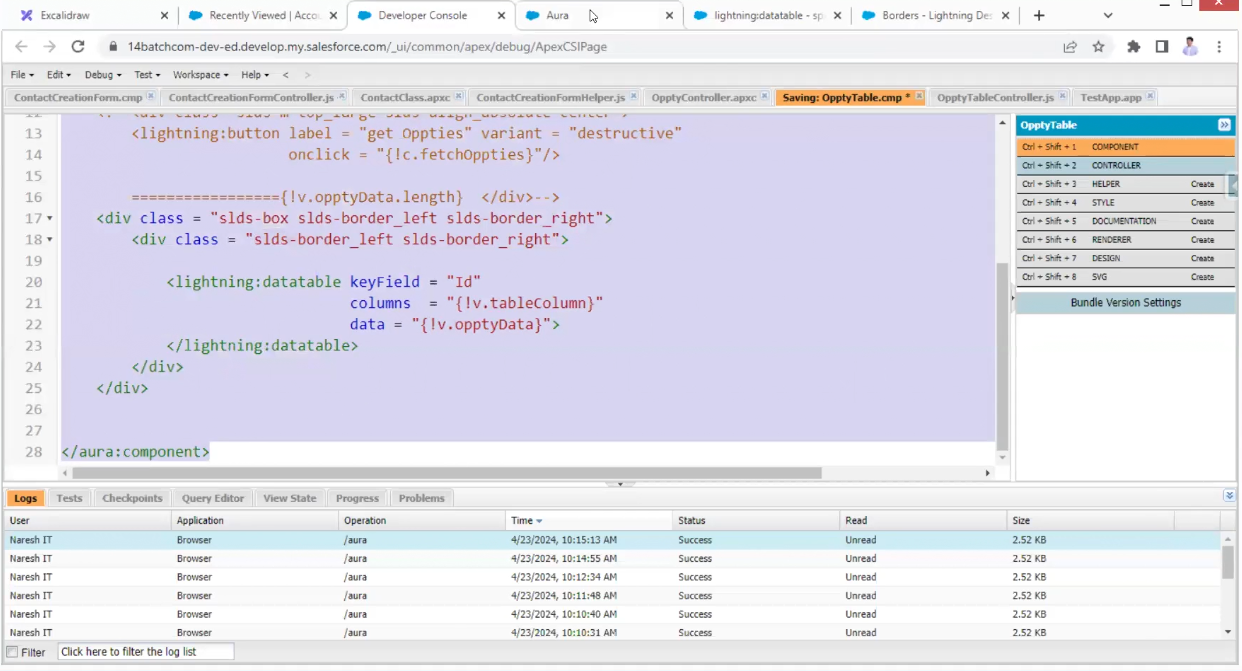 Excalidraw
Recently Viewed | Acco
Developer Console
Aura
lightning:datatable - sp
Borders - Lightning De
14batchcom-dev-ed.develop.my.salesforce.com/_ui/common/apex/debug/ApexCSIPage
File Edit Debug Test Workspace Help < >
ContactCreationForm.cmp ContactCreationFormController.js ContactClass.apxc ContactCreationFormHelper.js OpptyController.apxc Saving: OpptyTable.cmp * OpptyTableController.js TestApp.app
13 <lightning:button label = "get Oppties" variant = "destructive"
14 onclick = "{!c.fetchOppties}"/>
15
16 ================={!v.opptyData.length} </div>-->
17 <div class = "slds-box slds-border_left slds-border_right">
18 <div class = "slds-border_left slds-border_right">
19
20 <lightning:datatable keyField = "Id"
21 columns = "{!v.tableColumn}"
22 data = "{!v.opptyData}">
23 </lightning:datatable>
24 </div>
25 </div>
26
27
28 </aura:component>
OpptyTable
Ctrl + Shift + 1 COMPONENT
Ctrl + Shift + 2 CONTROLLER
Ctrl + Shift + 3 HELPER Create
Ctrl + Shift + 4 STYLE Create
Ctrl + Shift + 5 DOCUMENTATION Create
Ctrl + Shift + 6 RENDERER Create
Ctrl + Shift + 7 DESIGN Create
Ctrl + Shift + 8 SVG Create
Bundle Version Settings
Logs Tests Checkpoints Query Editor View State Progress Problems
User Application Operation Time Status Read Size
Naresh IT Browser /aura 4/23/2024, 10:15:13 AM Success Unread 2.52 KB
Naresh IT Browser /aura 4/23/2024, 10:14:55 AM Success Unread 2.52 KB
Naresh IT Browser /aura 4/23/2024, 10:12:34 AM Success Unread 2.52 KB
Naresh IT Browser /aura 4/23/2024, 10:11:48 AM Success Unread 2.52 KB
Naresh IT Browser /aura 4/23/2024, 10:10:40 AM Success Unread 2.52 KB
Naresh IT Browser /aura 4/23/2024, 10:10:31 AM Success Unread 2.52 KB
Filter Click here to filter the log list